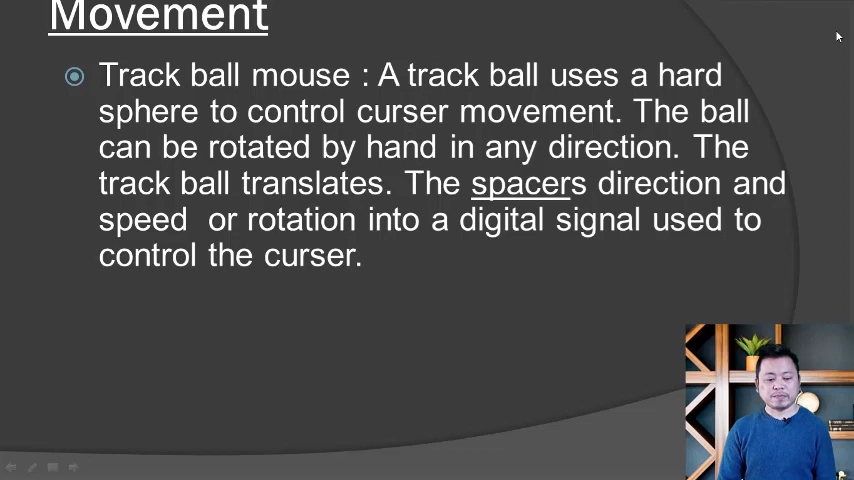 Movement
Track ball mouse : A track ball uses a hard
sphere to control curser movement. The ball
can be rotated by hand in any direction. The
track ball translates. The spacers direction and
speed or rotation into a digital signal used to
control the curser.